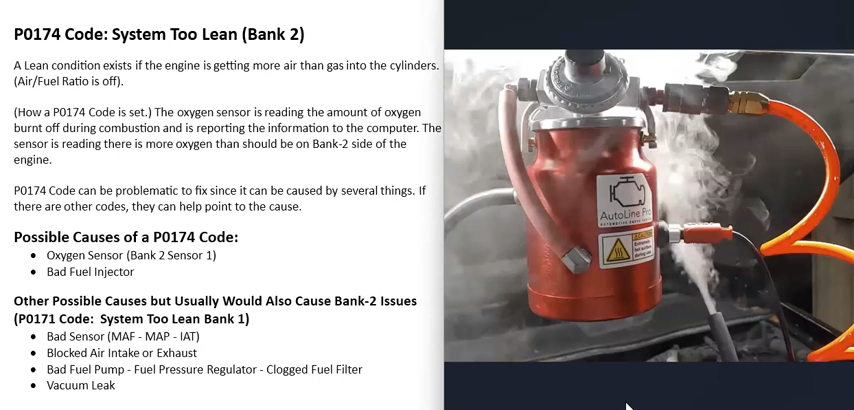 P0174 Code: System Too Lean (Bank 2)
A Lean condition exists if the engine is getting more air than gas into the cylinders.
(Air/Fuel Ratio is off).
(How a P0174 Code is set.) The oxygen sensor is reading the amount of oxygen
burnt off during combustion and is reporting the information to the computer. The
sensor is reading there is more oxygen than should be on Bank-2 side of the
engine.
P0174 Code can be problematic to fix since it can be caused by several things. If
there are other codes, they can help point to the cause.
Possible Causes of a P0174 Code:
• Oxygen Sensor (Bank 2 Sensor 1)
• Bad Fuel Injector
Other Possible Causes but Usually Would Also Cause Bank-2 Issues
(P0171 Code:  System Too Lean Bank 1)
• Bad Sensor (MAF - MAP - IAT)
• Blocked Air Intake or Exhaust
• Bad Fuel Pump - Fuel Pressure Regulator - Clogged Fuel Filter
• Vacuum Leak
AutoLine Pro